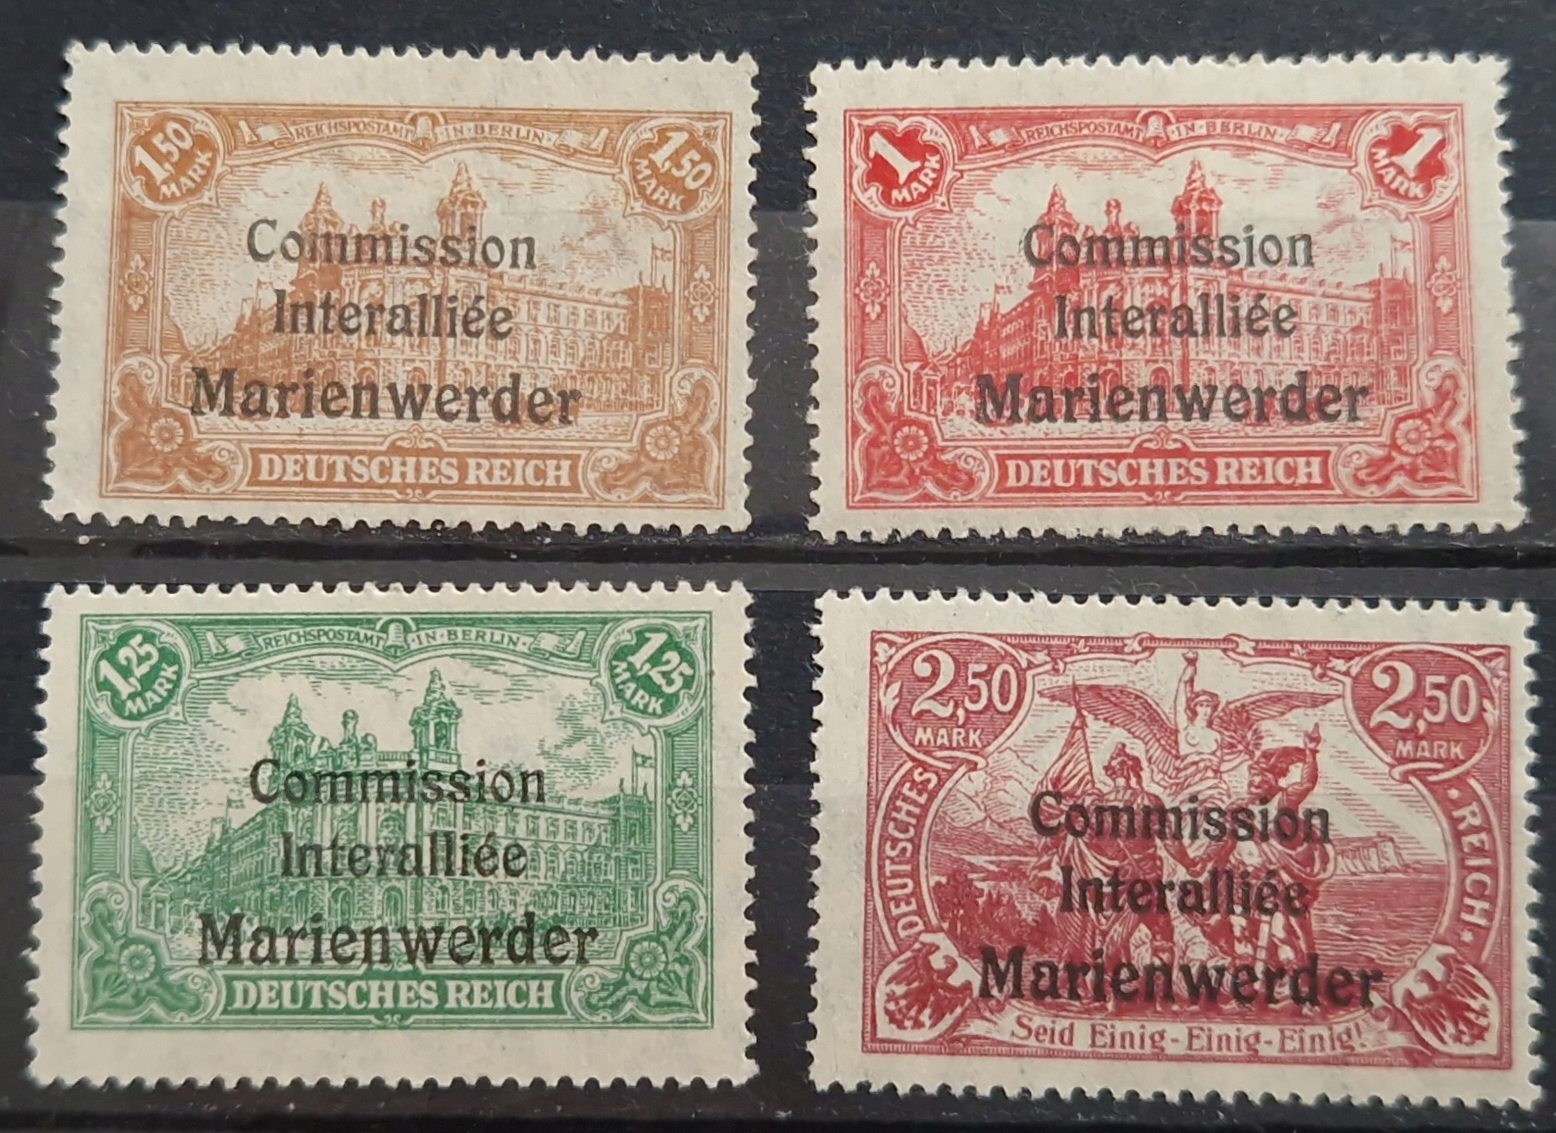 1,50 MARK
REICHSPOSTAMT · IN · BERLIN ·
1,50 MARK
Commission
Interalliée
Marienwerder
DEUTSCHES REICH
1 MARK
REICHSPOSTAMT · IN · BERLIN ·
1 MARK
Commission
Interalliée
Marienwerder
DEUTSCHES REICH
1,25 MARK
REICHSPOSTAMT · IN · BERLIN ·
1,25 MARK
Commission
Interalliée
Marienwerder
DEUTSCHES REICH
2,50 MARK
2,50 MARK
DEUTSCHES · REICH ·
Commission
Interalliée
Marienwerder
Seid Einig-Einig-Einig!